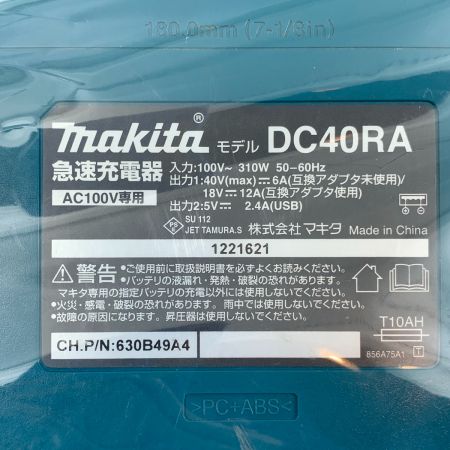 180.0mm (7-1/8in)
makita® モデル DC40RA
急速充電器
AC100V専用
入力:100V~ 310W 50-60Hz
出力1:40V(max)⎓6A(互換アダプタ未使用)/
18V⎓12A(互換アダプタ使用)
出力2:5V⎓ 2.4A(USB)
PS E
SU 112
JET TAMURA.S
株式会社マキタ Made in China
1221621
⚠警告
●ご使用前に取扱説明書を必ずよくお読みください。
●バッテリの液漏れ・発熱・破裂の恐れがあります。
マキタ専用の指定バッテリの充電以外には使用しないでください。
●火災・感電・破裂の恐れがあります。雨中では使用しないでください。
●故障の原因になります。昇圧器は使用しないでください。
T10AH
T
856A75A1
CH.P/N:630B49A4
>PC+ABS<